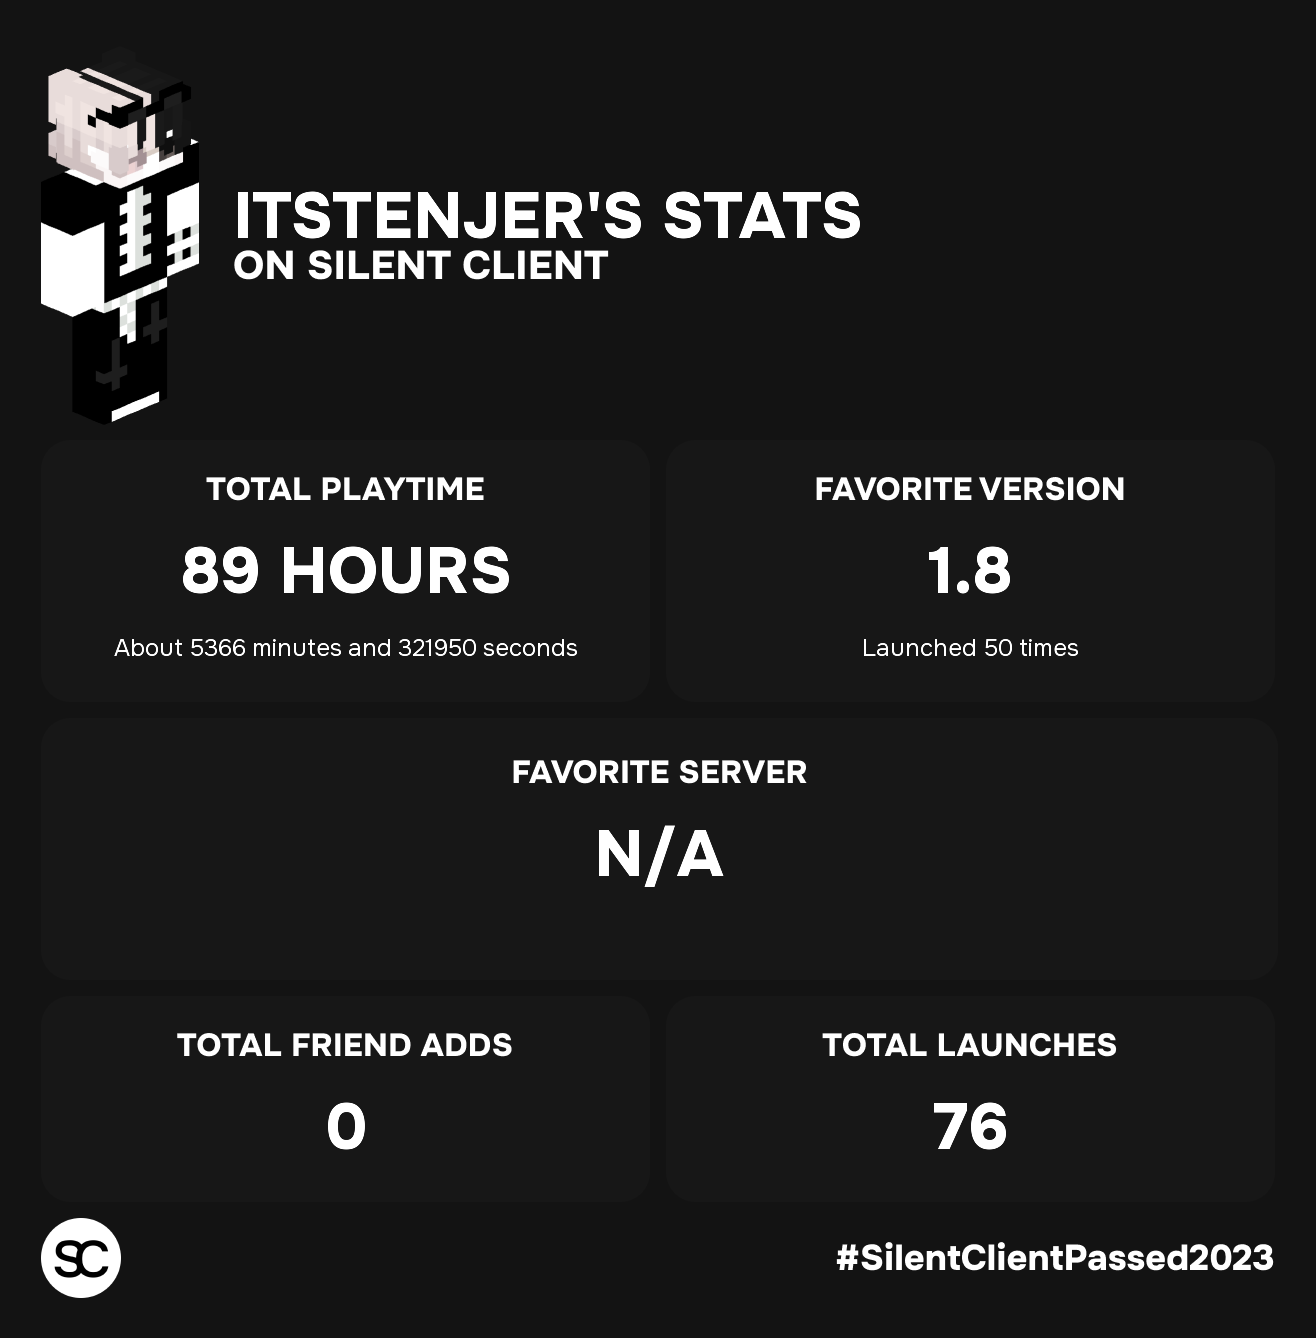 ITSTENJER'S STATS
ON SILENT CLIENT
TOTAL PLAYTIME
89 HOURS
About 5366 minutes and 321950 seconds
FAVORITE VERSION
1.8
Launched 50 times
FAVORITE SERVER
N/A
TOTAL FRIEND ADDS
0
TOTAL LAUNCHES
76
SC
#SilentClientPassed2023